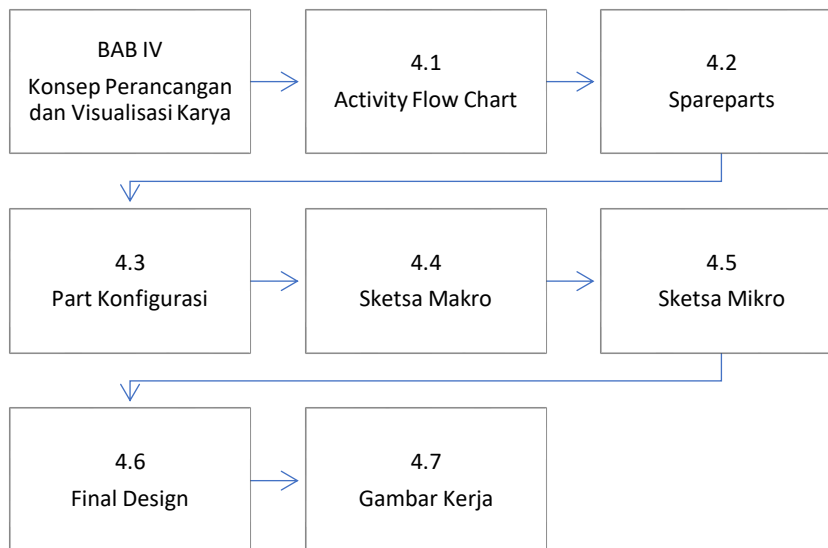 BAB IV
Konsep Perancangan
dan Visualisasi Karya
4.1
Activity Flow Chart
4.2
Spareparts
4.3
Part Konfigurasi
4.4
Sketsa Makro
4.5
Sketsa Mikro
4.6
Final Design
4.7
Gambar Kerja